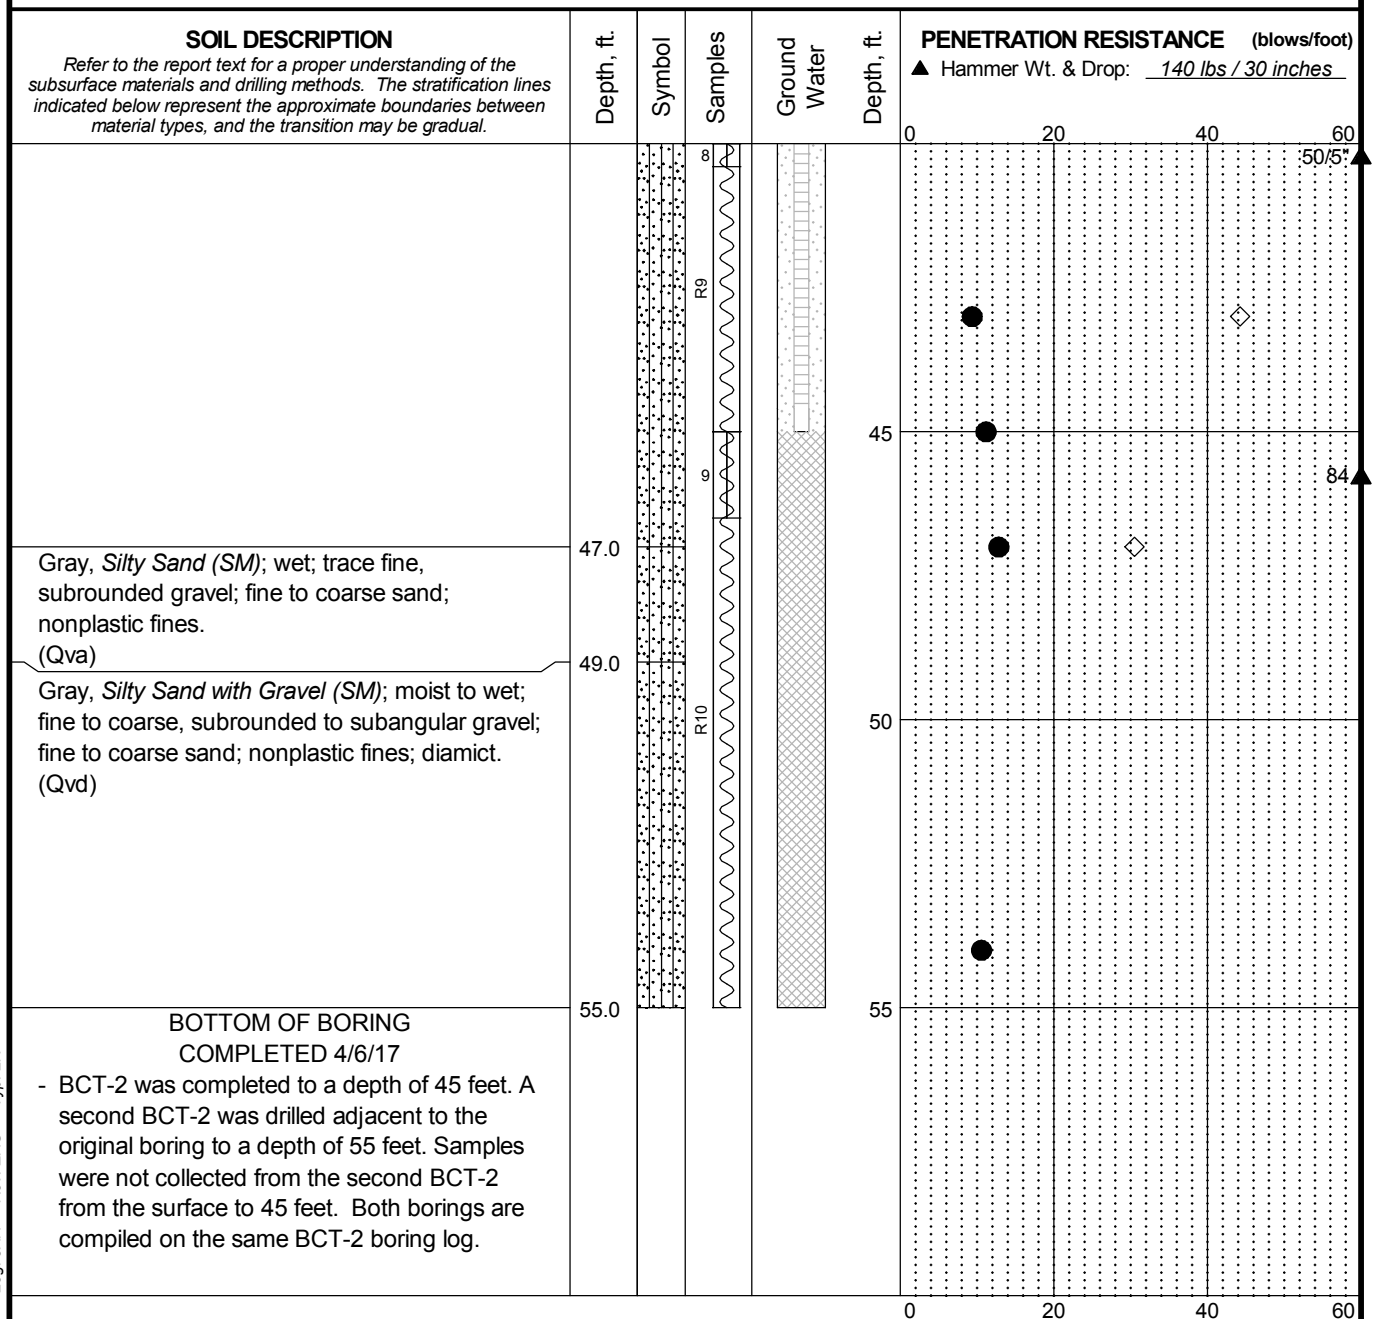 SOIL DESCRIPTION
Refer to the report text for a proper understanding of the
subsurface materials and drilling methods. The stratification lines
indicated below represent the approximate boundaries between
material types, and the transition may be gradual.
Depth, ft.
Symbol
Samples
Ground
Water
Depth, ft.
PENETRATION RESISTANCE (blows/foot)
▲ Hammer Wt. & Drop: 140 lbs / 30 inches
0 20 40 60
8
50/5"
R9
45
9
84
47.0
Gray, Silty Sand (SM); wet; trace fine,
subrounded gravel; fine to coarse sand;
nonplastic fines.
(Qva)
49.0
Gray, Silty Sand with Gravel (SM); moist to wet;
fine to coarse, subrounded to subangular gravel;
fine to coarse sand; nonplastic fines; diamict.
(Qvd)
R10
50
55.0
55
BOTTOM OF BORING
COMPLETED 4/6/17
- BCT-2 was completed to a depth of 45 feet. A
second BCT-2 was drilled adjacent to the
original boring to a depth of 55 feet. Samples
were not collected from the second BCT-2
from the surface to 45 feet. Both borings are
compiled on the same BCT-2 boring log.
0 20 40 60